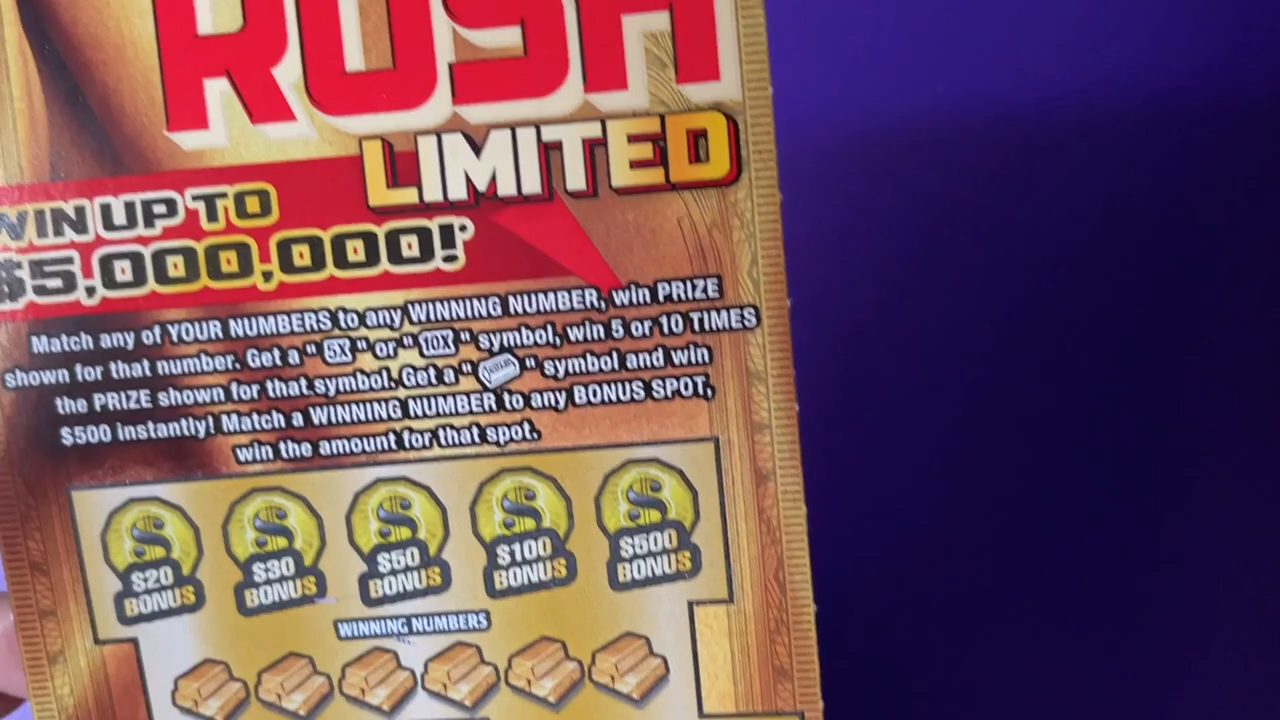 RUSH
LIMITED
WIN UP TO
$5,000,000!*
Match any of YOUR NUMBERS to any WINNING NUMBER, win PRIZE
shown for that number. Get a " 5X " or " 10X " symbol, win 5 or 10 TIMES
the PRIZE shown for that symbol. Get a " " symbol and win
$500 instantly! Match a WINNING NUMBER to any BONUS SPOT,
win the amount for that spot.
$20 BONUS
$30 BONUS
$50 BONUS
$100 BONUS
$500 BONUS
WINNING NUMBERS